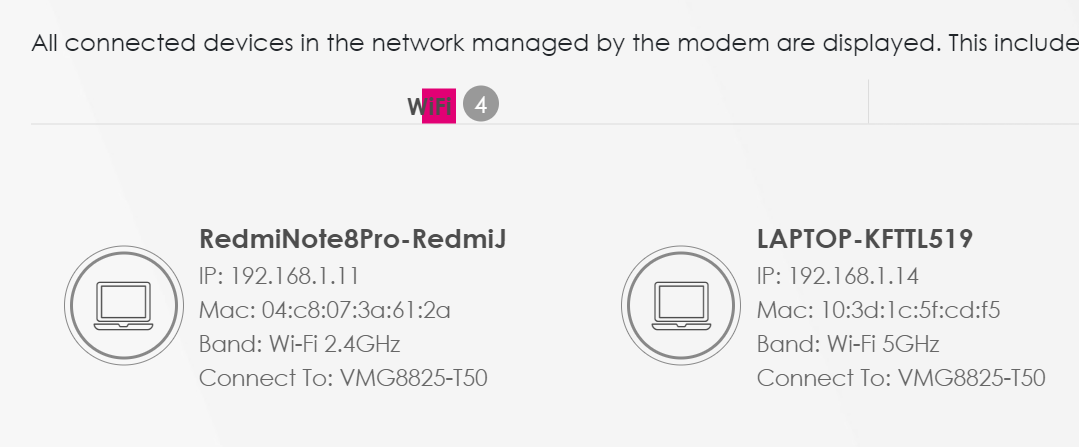 All connected devices in the network managed by the modem are displayed. This include
WIFI 4
RedmiNote8Pro-RedmiJ
IP: 192.168.1.11
Mac: 04:c8:07:3a:61:2a
Band: Wi-Fi 2.4GHz
Connect To: VMG8825-T50
LAPTOP-KFTTL519
IP: 192.168.1.14
Mac: 10:3d:1c:5f:cd:f5
Band: Wi-Fi 5GHz
Connect To: VMG8825-T50